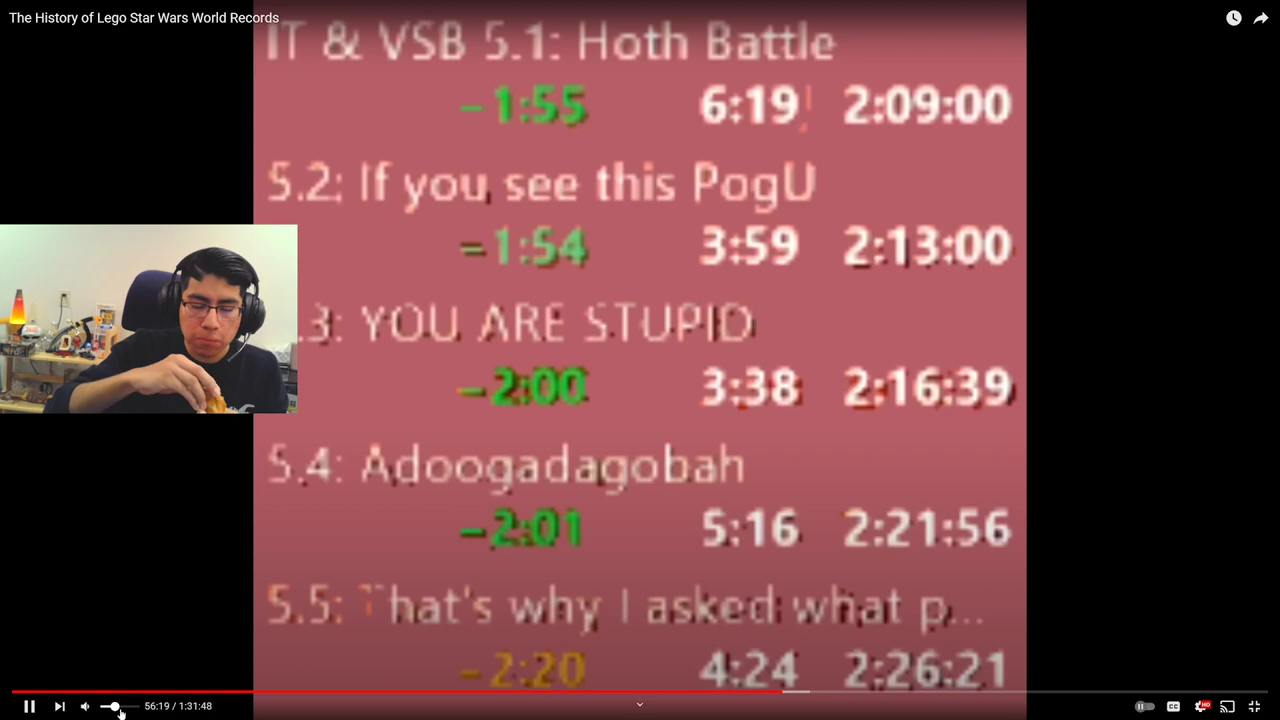 The History of Lego Star Wars World Records
IT & VSB 5.1: Hoth Battle
-1:55 6:19 2:09:00
5.2: If you see this PogU
-1:54 3:59 2:13:00
.3: YOU ARE STUPID
-2:00 3:38 2:16:39
5.4: Adoogadagobah
-2:01 5:16 2:21:56
5.5: That's why I asked what p...
-2:20 4:24 2:26:21
56:19 / 1:31:48
CC
HD